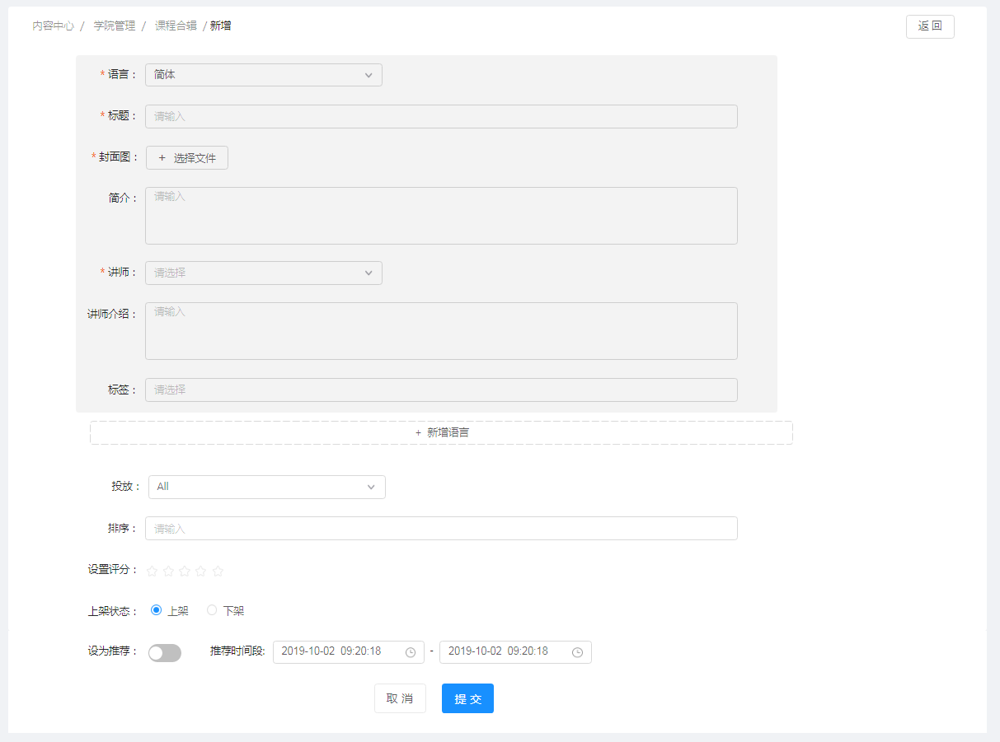 内容中心 / 学院管理 / 课程合辑 / 新增
返 回
* 语言： 简体
* 标题： 请输入
* 封面图： + 选择文件
简介： 请输入
* 讲师： 请选择
讲师介绍： 请输入
标签： 请选择
+ 新增语言
投放： All
排序： 请输入
设置评分：
上架状态： 上架 下架
设为推荐： 推荐时间段: 2019-10-02 09:20:18 - 2019-10-02 09:20:18
取 消 提 交